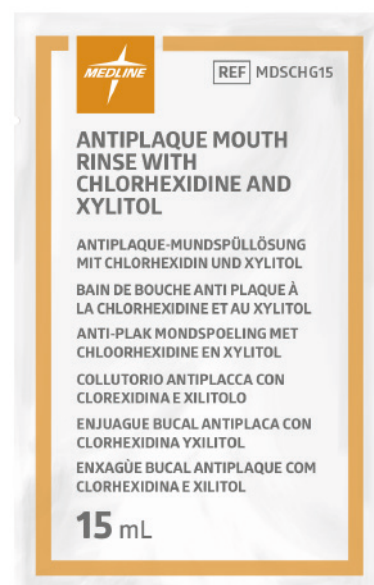 MEDLINE
REF MDSCHG15
ANTIPLAQUE MOUTH
RINSE WITH
CHLORHEXIDINE AND
XYLITOL
ANTIPLAQUE-MUNDSPÜLLÖSUNG
MIT CHLORHEXIDIN UND XYLITOL
BAIN DE BOUCHE ANTI PLAQUE À
LA CHLORHEXIDINE ET AU XYLITOL
ANTI-PLAK MONDSPOELING MET
CHLOORHEXIDINE EN XYLITOL
COLLUTORIO ANTIPLACCA CON
CLOREXIDINA E XILITOLO
ENJUAGUE BUCAL ANTIPLACA CON
CLORHEXIDINA YXILITOL
ENXAGÙE BUCAL ANTIPLAQUE COM
CLORHEXIDINA E XILITOL
15 mL